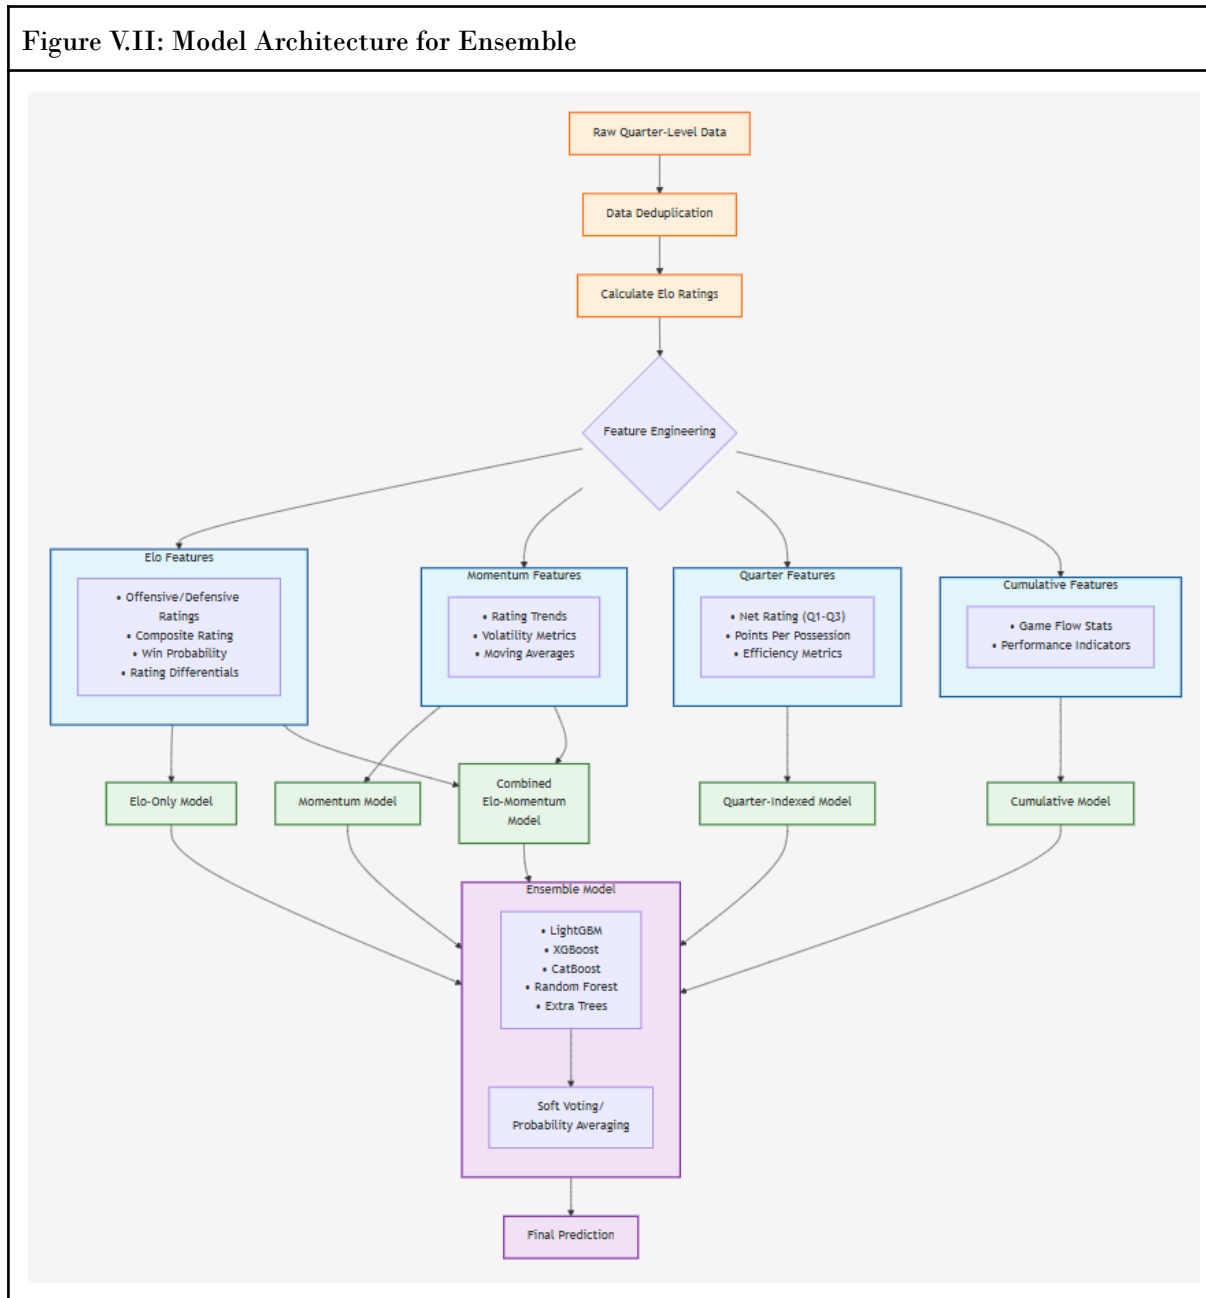 Figure V.II: Model Architecture for Ensemble
Raw Quarter-Level Data
Data Deduplication
Calculate Elo Ratings
Feature Engineering
Elo Features
• Offensive/Defensive
Ratings
• Composite Rating
• Win Probability
• Rating Differentials
Momentum Features
• Rating Trends
• Volatility Metrics
• Moving Averages
Quarter Features
• Net Rating (Q1-Q3)
• Points Per Possession
• Efficiency Metrics
Cumulative Features
• Game Flow Stats
• Performance Indicators
Elo-Only Model
Momentum Model
Combined
Elo-Momentum
Model
Quarter-Indexed Model
Cumulative Model
Ensemble Model
• LightGBM
• XGBoost
• CatBoost
• Random Forest
• Extra Trees
Soft Voting/
Probability Averaging
Final Prediction